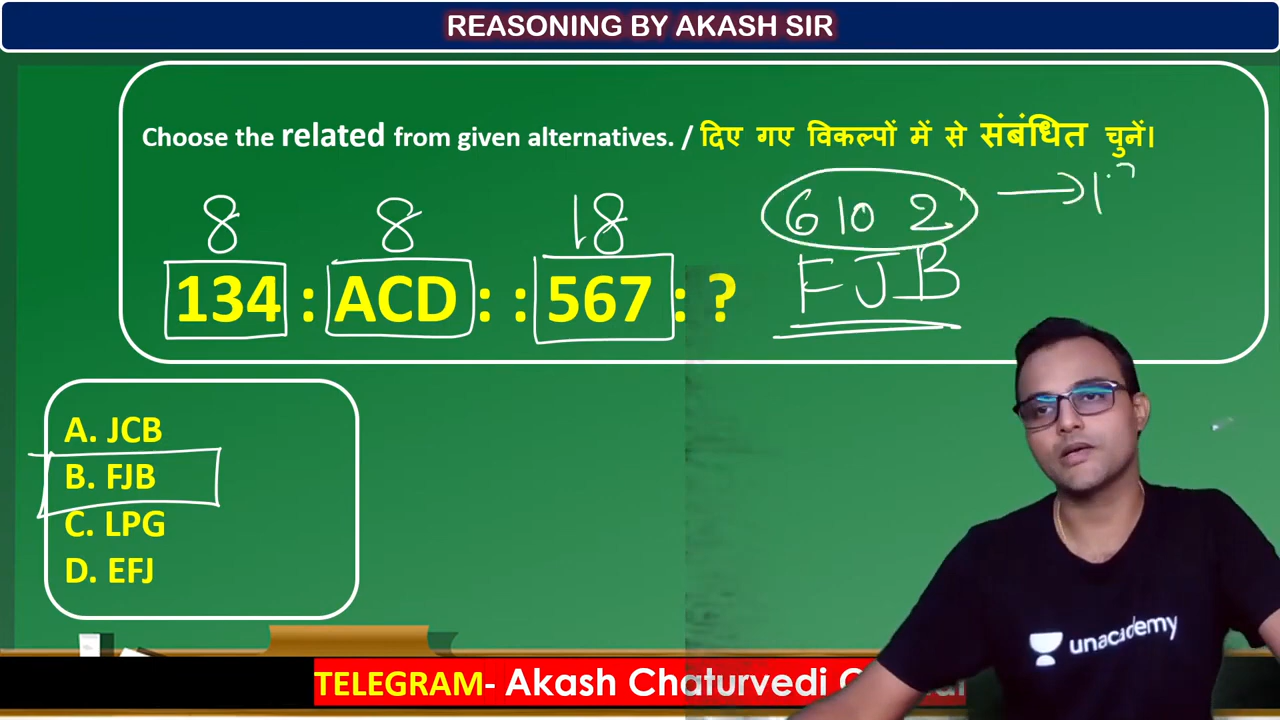 REASONING BY AKASH SIR
Choose the related from given alternatives. / दिए गए विकल्पों में से संबंधित चुनें।
8 8 18 6 10 2
134 : ACD : : 567 : ? FJB
A. JCB
B. FJB
C. LPG
D. EFJ
unacademy
TELEGRAM- Akash Chaturvedi